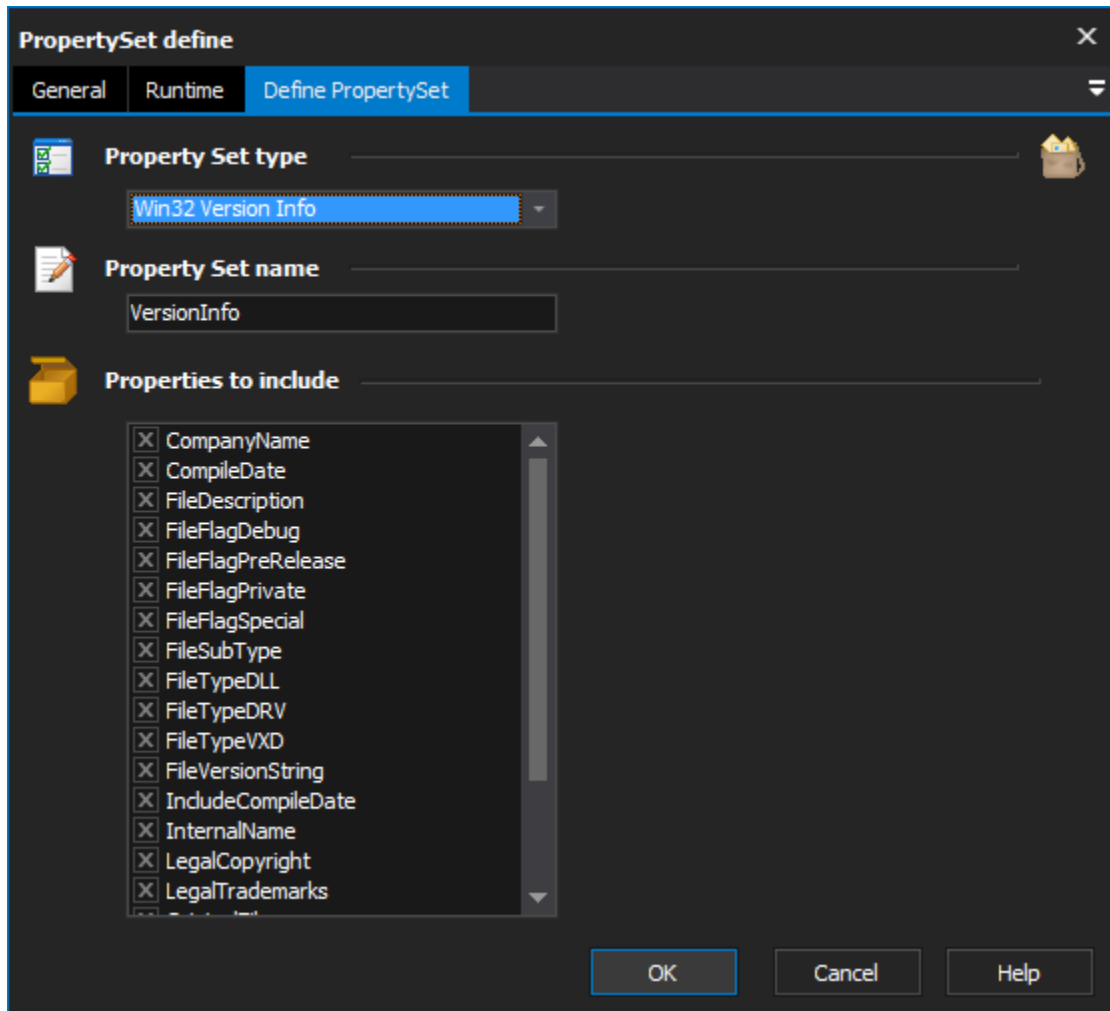 PropertySet define
General Runtime Define PropertySet
Property Set type
Win32 Version Info
Property Set name
VersionInfo
Properties to include
CompanyName
CompileDate
FileDescription
FileFlagDebug
FileFlagPreRelease
FileFlagPrivate
FileFlagSpecial
FileSubType
FileTypeDLL
FileTypeDRV
FileTypeVXD
FileVersionString
IncludeCompileDate
InternalName
LegalCopyright
LegalTrademarks
OK Cancel Help